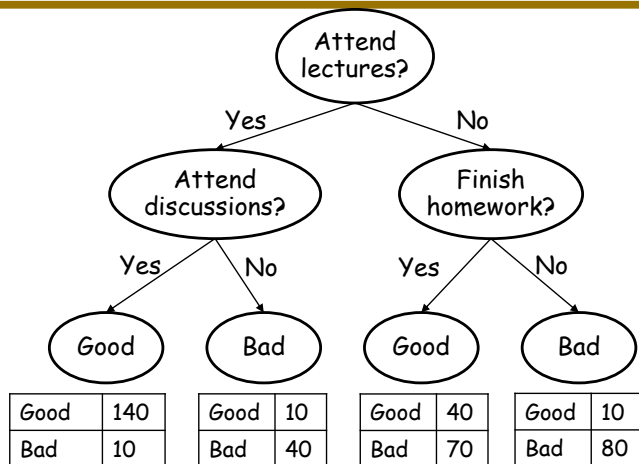 Attend
lectures?
Yes
No
Attend
discussions?
Finish
homework?
Yes
No
Yes
No
Good
Bad
Good
Bad
Good 140
Bad 10
Good 10
Bad 40
Good 40
Bad 70
Good 10
Bad 80